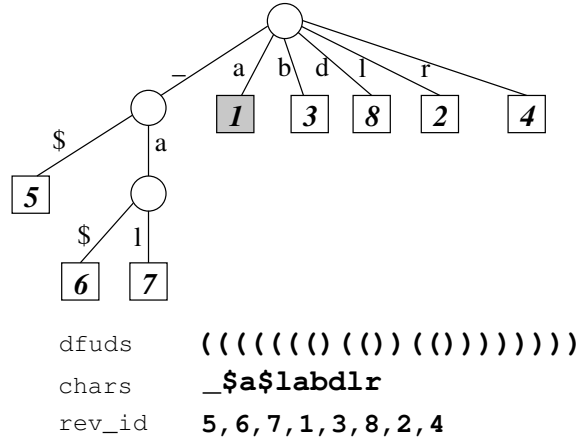 _ a b d l r
1 3 8 2 4
$ a
5
$ l
6 7
dfuds ((((((()(())(())))))))
chars _$a$labdlr
rev_id 5,6,7,1,3,8,2,4